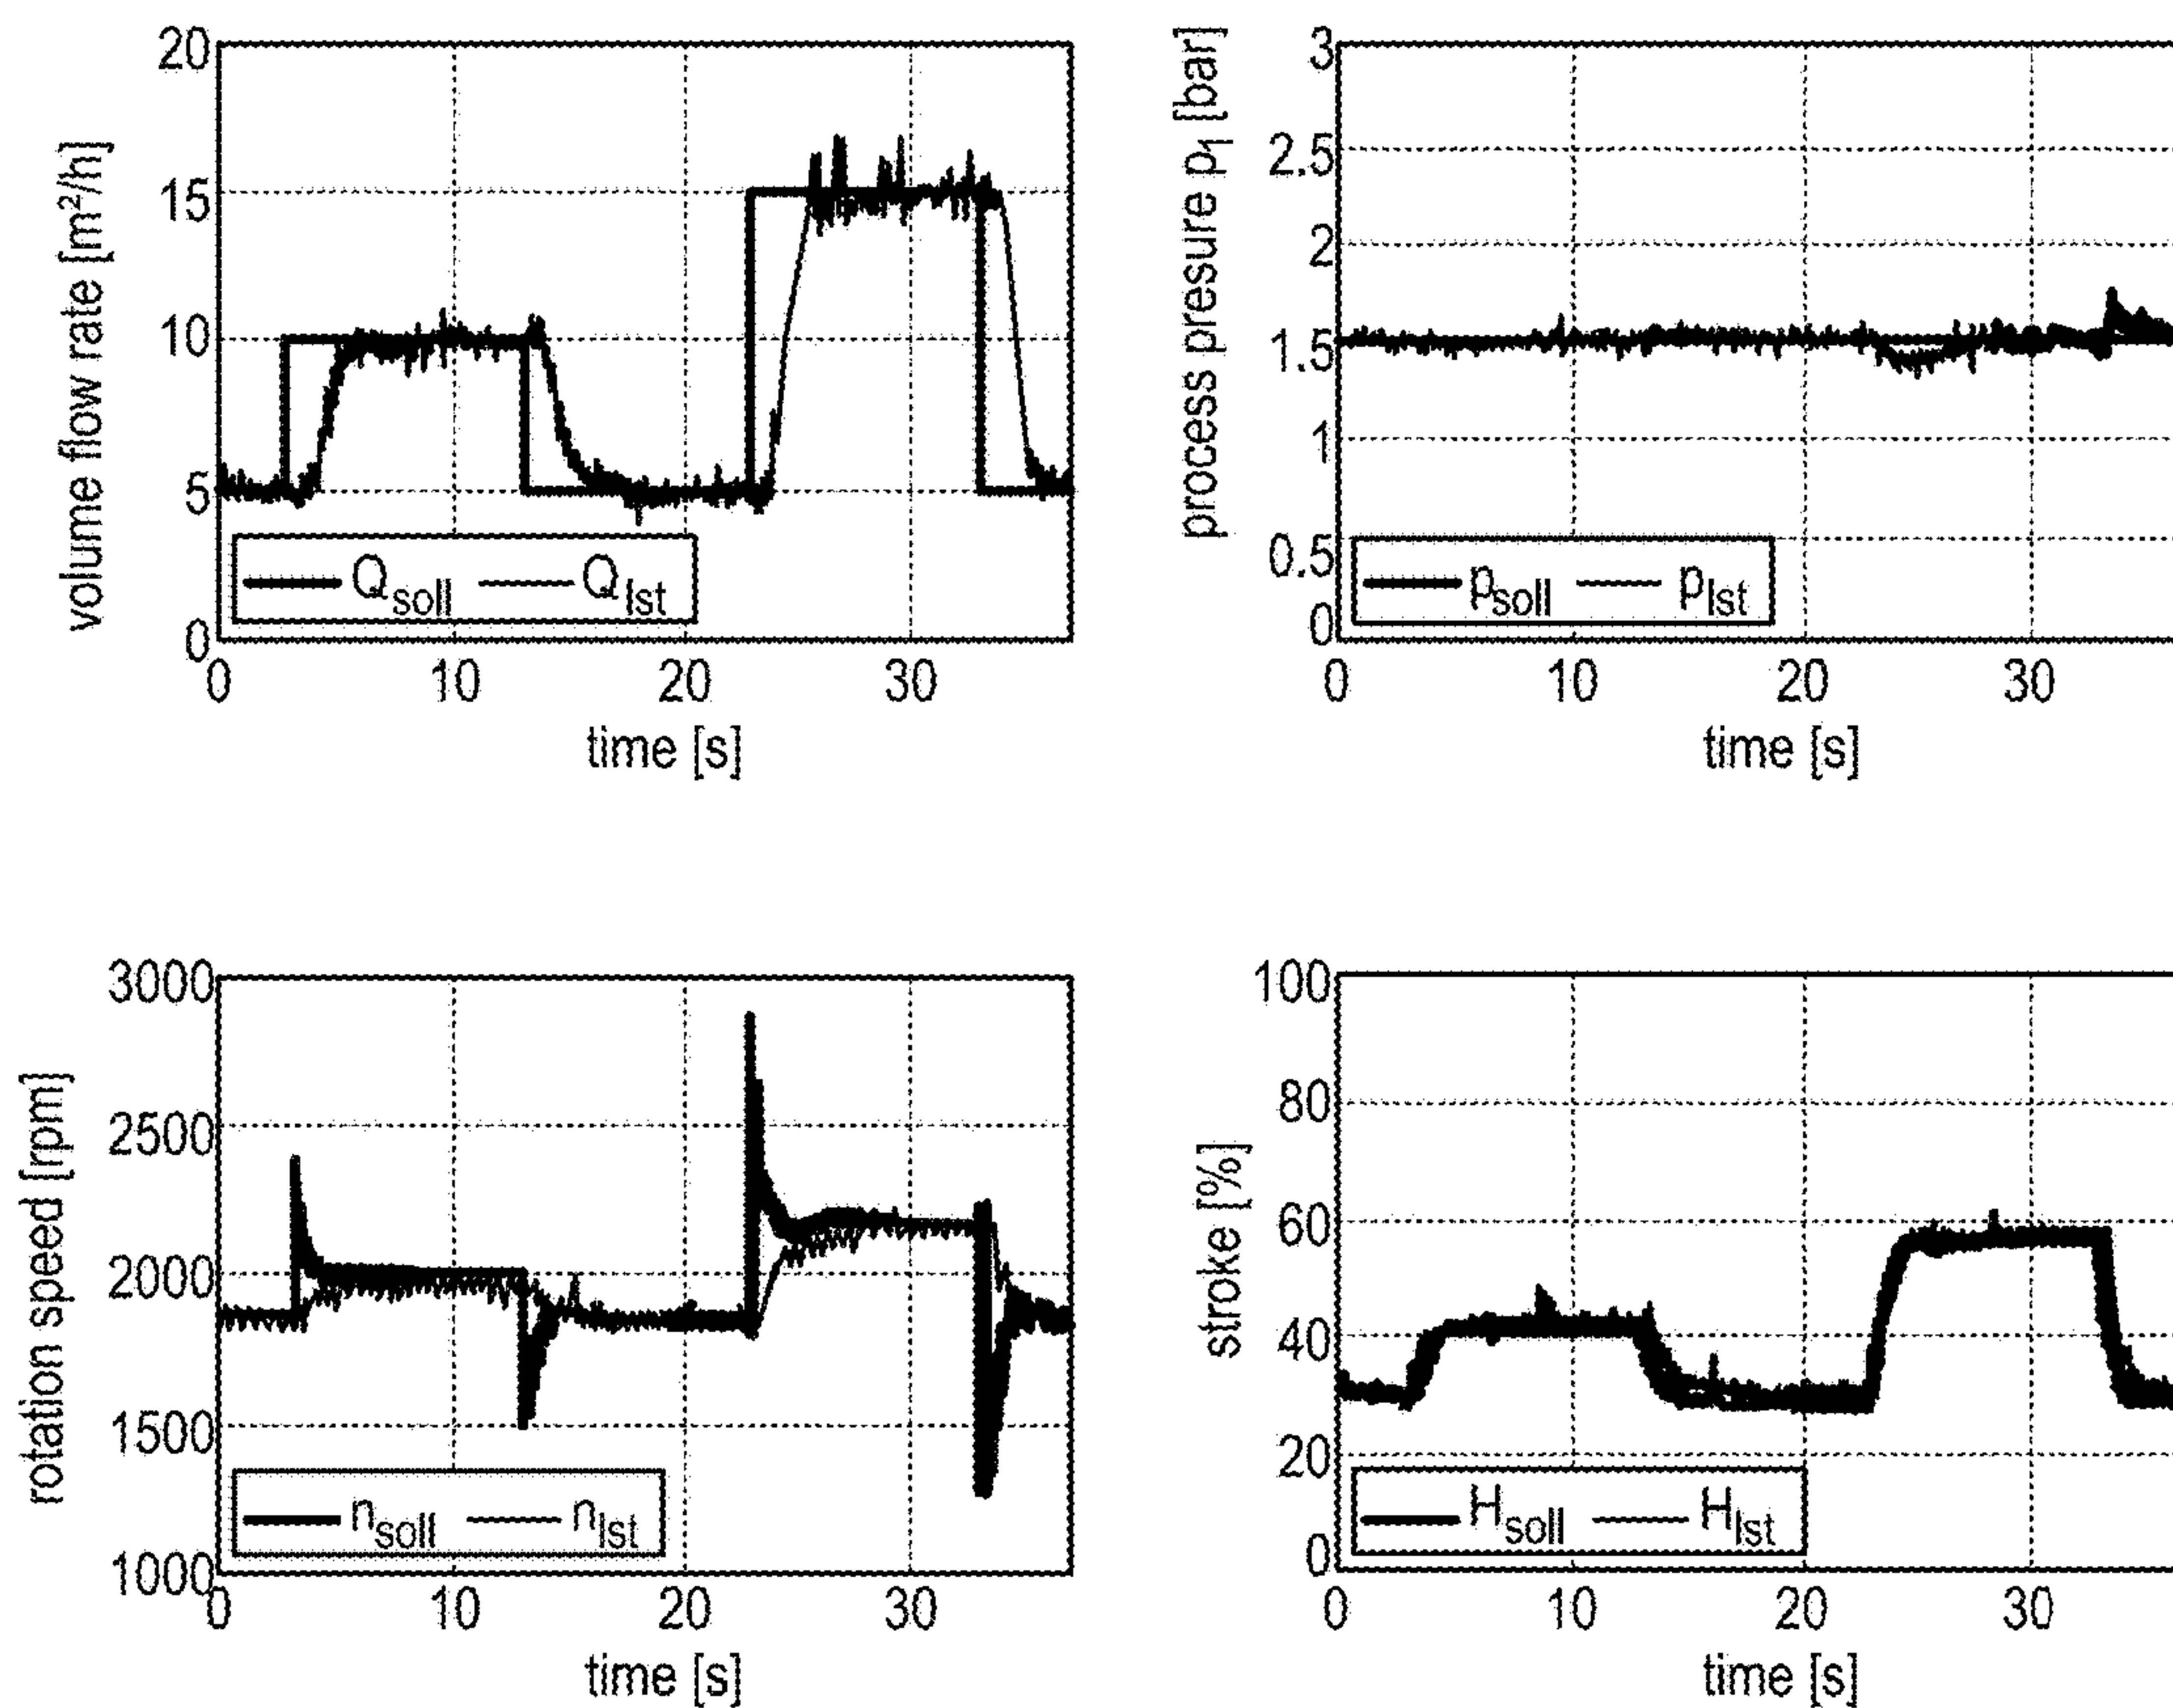 volume flow rate [m²/h]
20
15
10
5
0
Q_soll Q_Ist
0 10 20 30
time [s]
process presure p1 [bar]
3
2.5
2
1.5
1
0.5
0
p_soll p_Ist
0 10 20 30
time [s]
rotation speed [rpm]
3000
2500
2000
1500
1000
n_soll n_Ist
0 10 20 30
time [s]
stroke [%]
100
80
60
40
20
0
H_soll H_Ist
0 10 20 30
time [s]